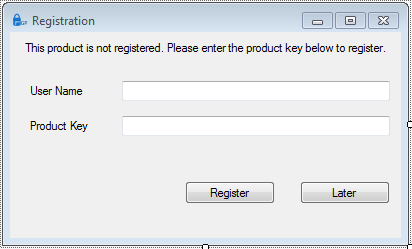 Registration
This product is not registered. Please enter the product key below to register.
User Name
Product Key
Register Later